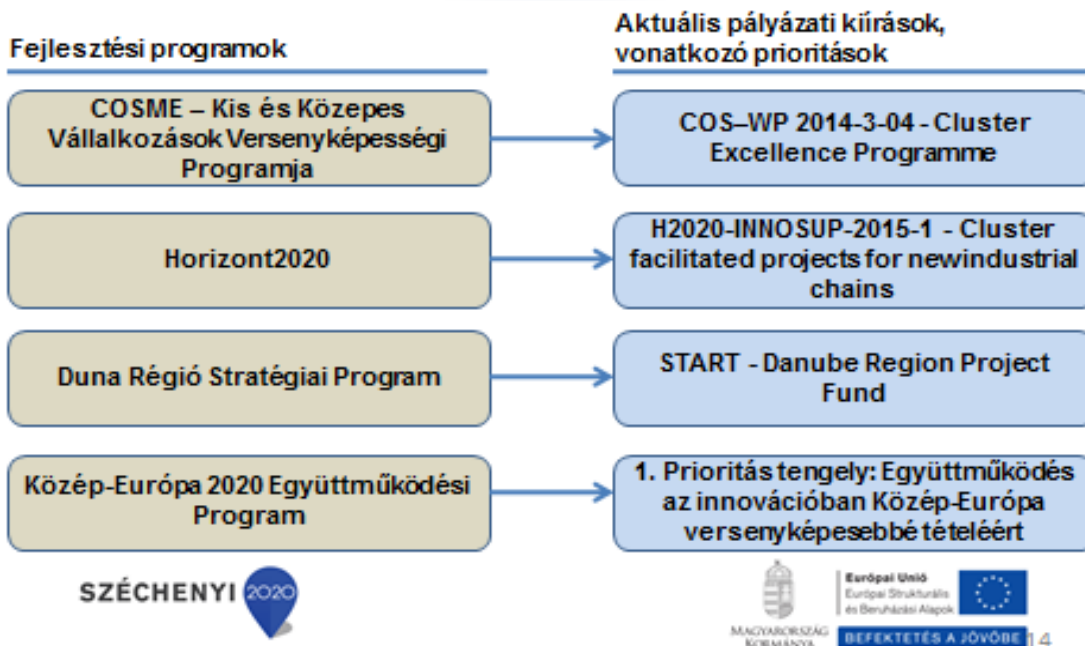 Fejlesztési programok
Aktuális pályázati kiírások,
vonatkozó prioritások
COSME – Kis és Közepes
Vállalkozások Versenyképességi
Programja
COS–WP 2014-3-04 - Cluster
Excellence Programme
Horizont2020
H2020-INNOSUP-2015-1 - Cluster
facilitated projects for newindustrial
chains
Duna Régió Stratégiai Program
START - Danube Region Project
Fund
Közép-Európa 2020 Együttműködési
Program
1. Prioritás tengely: Együttműködés
az innovációban Közép-Európa
versenyképesebbé tételéért
SZÉCHENYI 2020
MAGYARORSZÁG
KORMÁNYA
Európai Unió
Európai Strukturális
és Beruházási Alapok
BEFEKTETÉS A JÖVŐBE
14